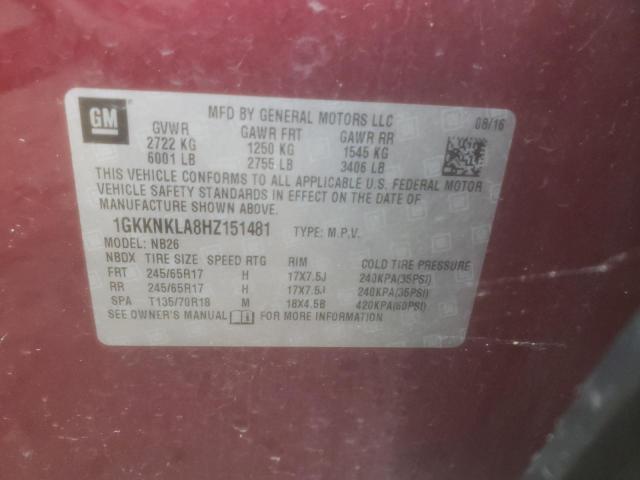 GM
MFD BY GENERAL MOTORS LLC
08/16
GVWR GAWR FRT GAWR RR
2722 KG 1250 KG 1545 KG
6001 LB 2755 LB 3406 LB
THIS VEHICLE CONFORMS TO ALL APPLICABLE U.S. FEDERAL MOTOR
VEHICLE SAFETY STANDARDS IN EFFECT ON THE DATE OF
MANUFACTURE SHOWN ABOVE.
1GKKNKLA8HZ151481 TYPE: M.P.V.
MODEL: NB26
NBDX TIRE SIZE SPEED RTG RIM COLD TIRE PRESSURE
FRT 245/65R17 H 17X7.5J 240KPA(35PSI)
RR 245/65R17 H 17X7.5J 240KPA(35PSI)
SPA T135/70R18 M 18X4.5B 420KPA(60PSI)
SEE OWNER'S MANUAL FOR MORE INFORMATION